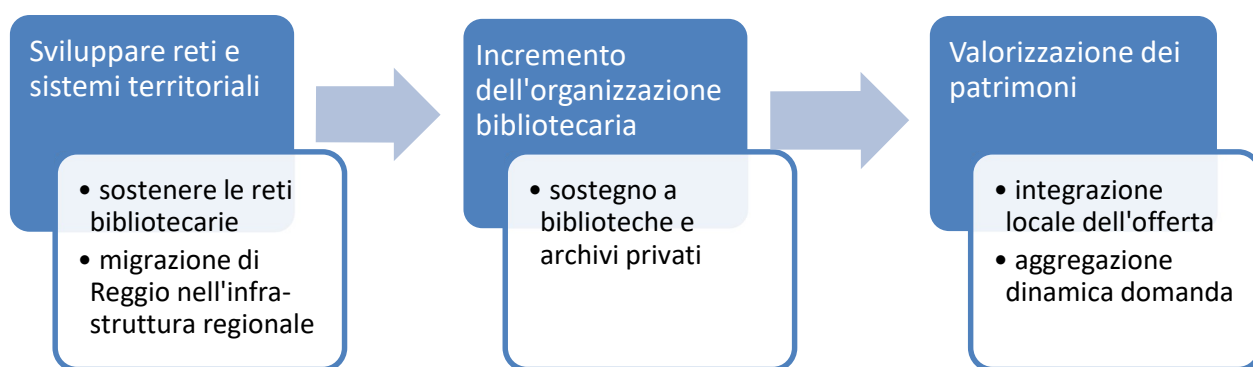 Sviluppare reti e
sistemi territoriali
• sostenere le reti
bibliotecarie
• migrazione di
Reggio nell'infra-
struttura regionale
Incremento
dell'organizzazione
bibliotecaria
• sostegno a
biblioteche e
archivi privati
Valorizzazione dei
patrimoni
• integrazione
locale dell'offerta
• aggregazione
dinamica domanda